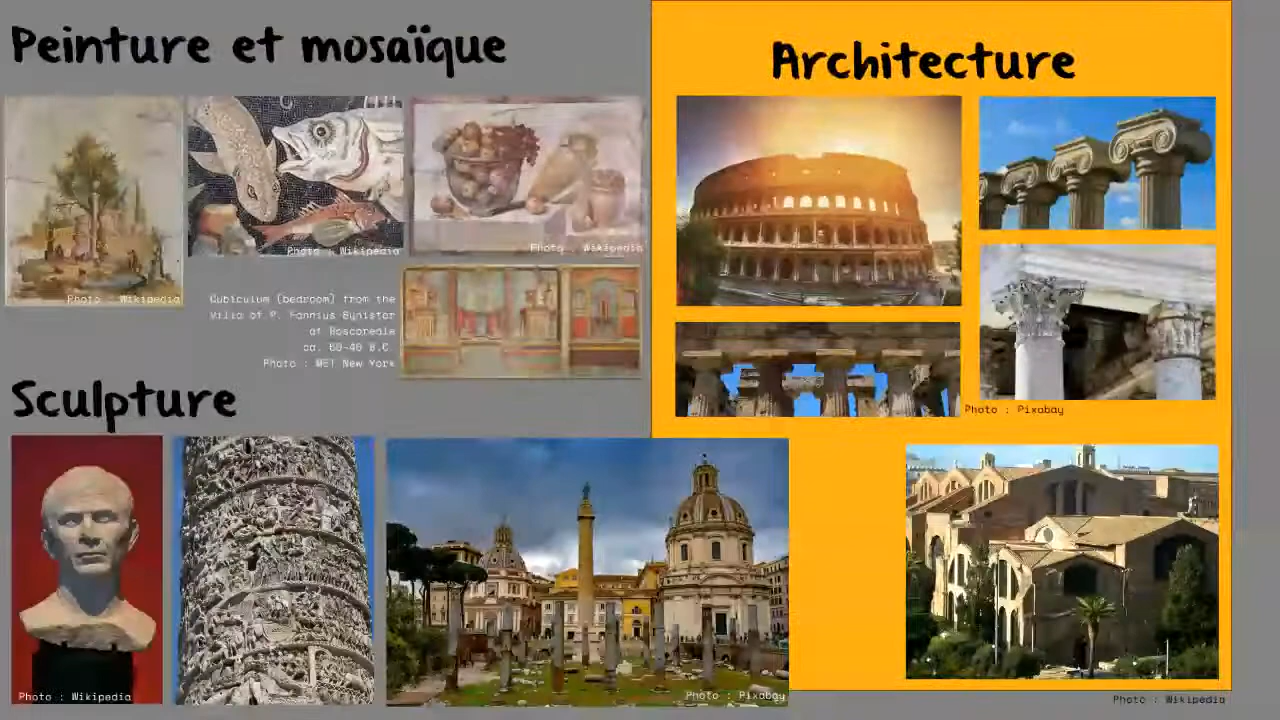 Peinture et mosaïque
Architecture
Photo : Wikipedia
Photo : Wikipedia
Photo : Wikipedia
Cubiculum (bedroom) from the
Villa of P. Fannius Synistor
at Boscoreale
ca. 60-40 B.C.
Photo : MET New York
Photo : Pixabay
Sculpture
Photo : Wikipedia
Photo : Pixabay
Photo : Wikipedia